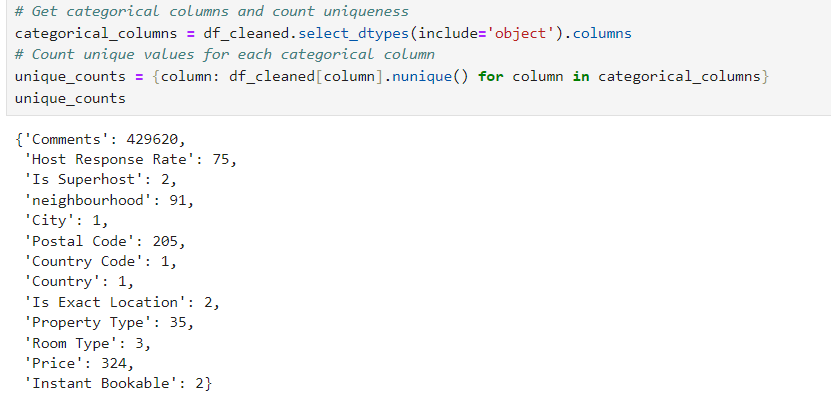 # Get categorical columns and count uniqueness
categorical_columns = df_cleaned.select_dtypes(include='object').columns
# Count unique values for each categorical column
unique_counts = {column: df_cleaned[column].nunique() for column in categorical_columns}
unique_counts
{'Comments': 429620,
 'Host Response Rate': 75,
 'Is Superhost': 2,
 'neighbourhood': 91,
 'City': 1,
 'Postal Code': 205,
 'Country Code': 1,
 'Country': 1,
 'Is Exact Location': 2,
 'Property Type': 35,
 'Room Type': 3,
 'Price': 324,
 'Instant Bookable': 2}